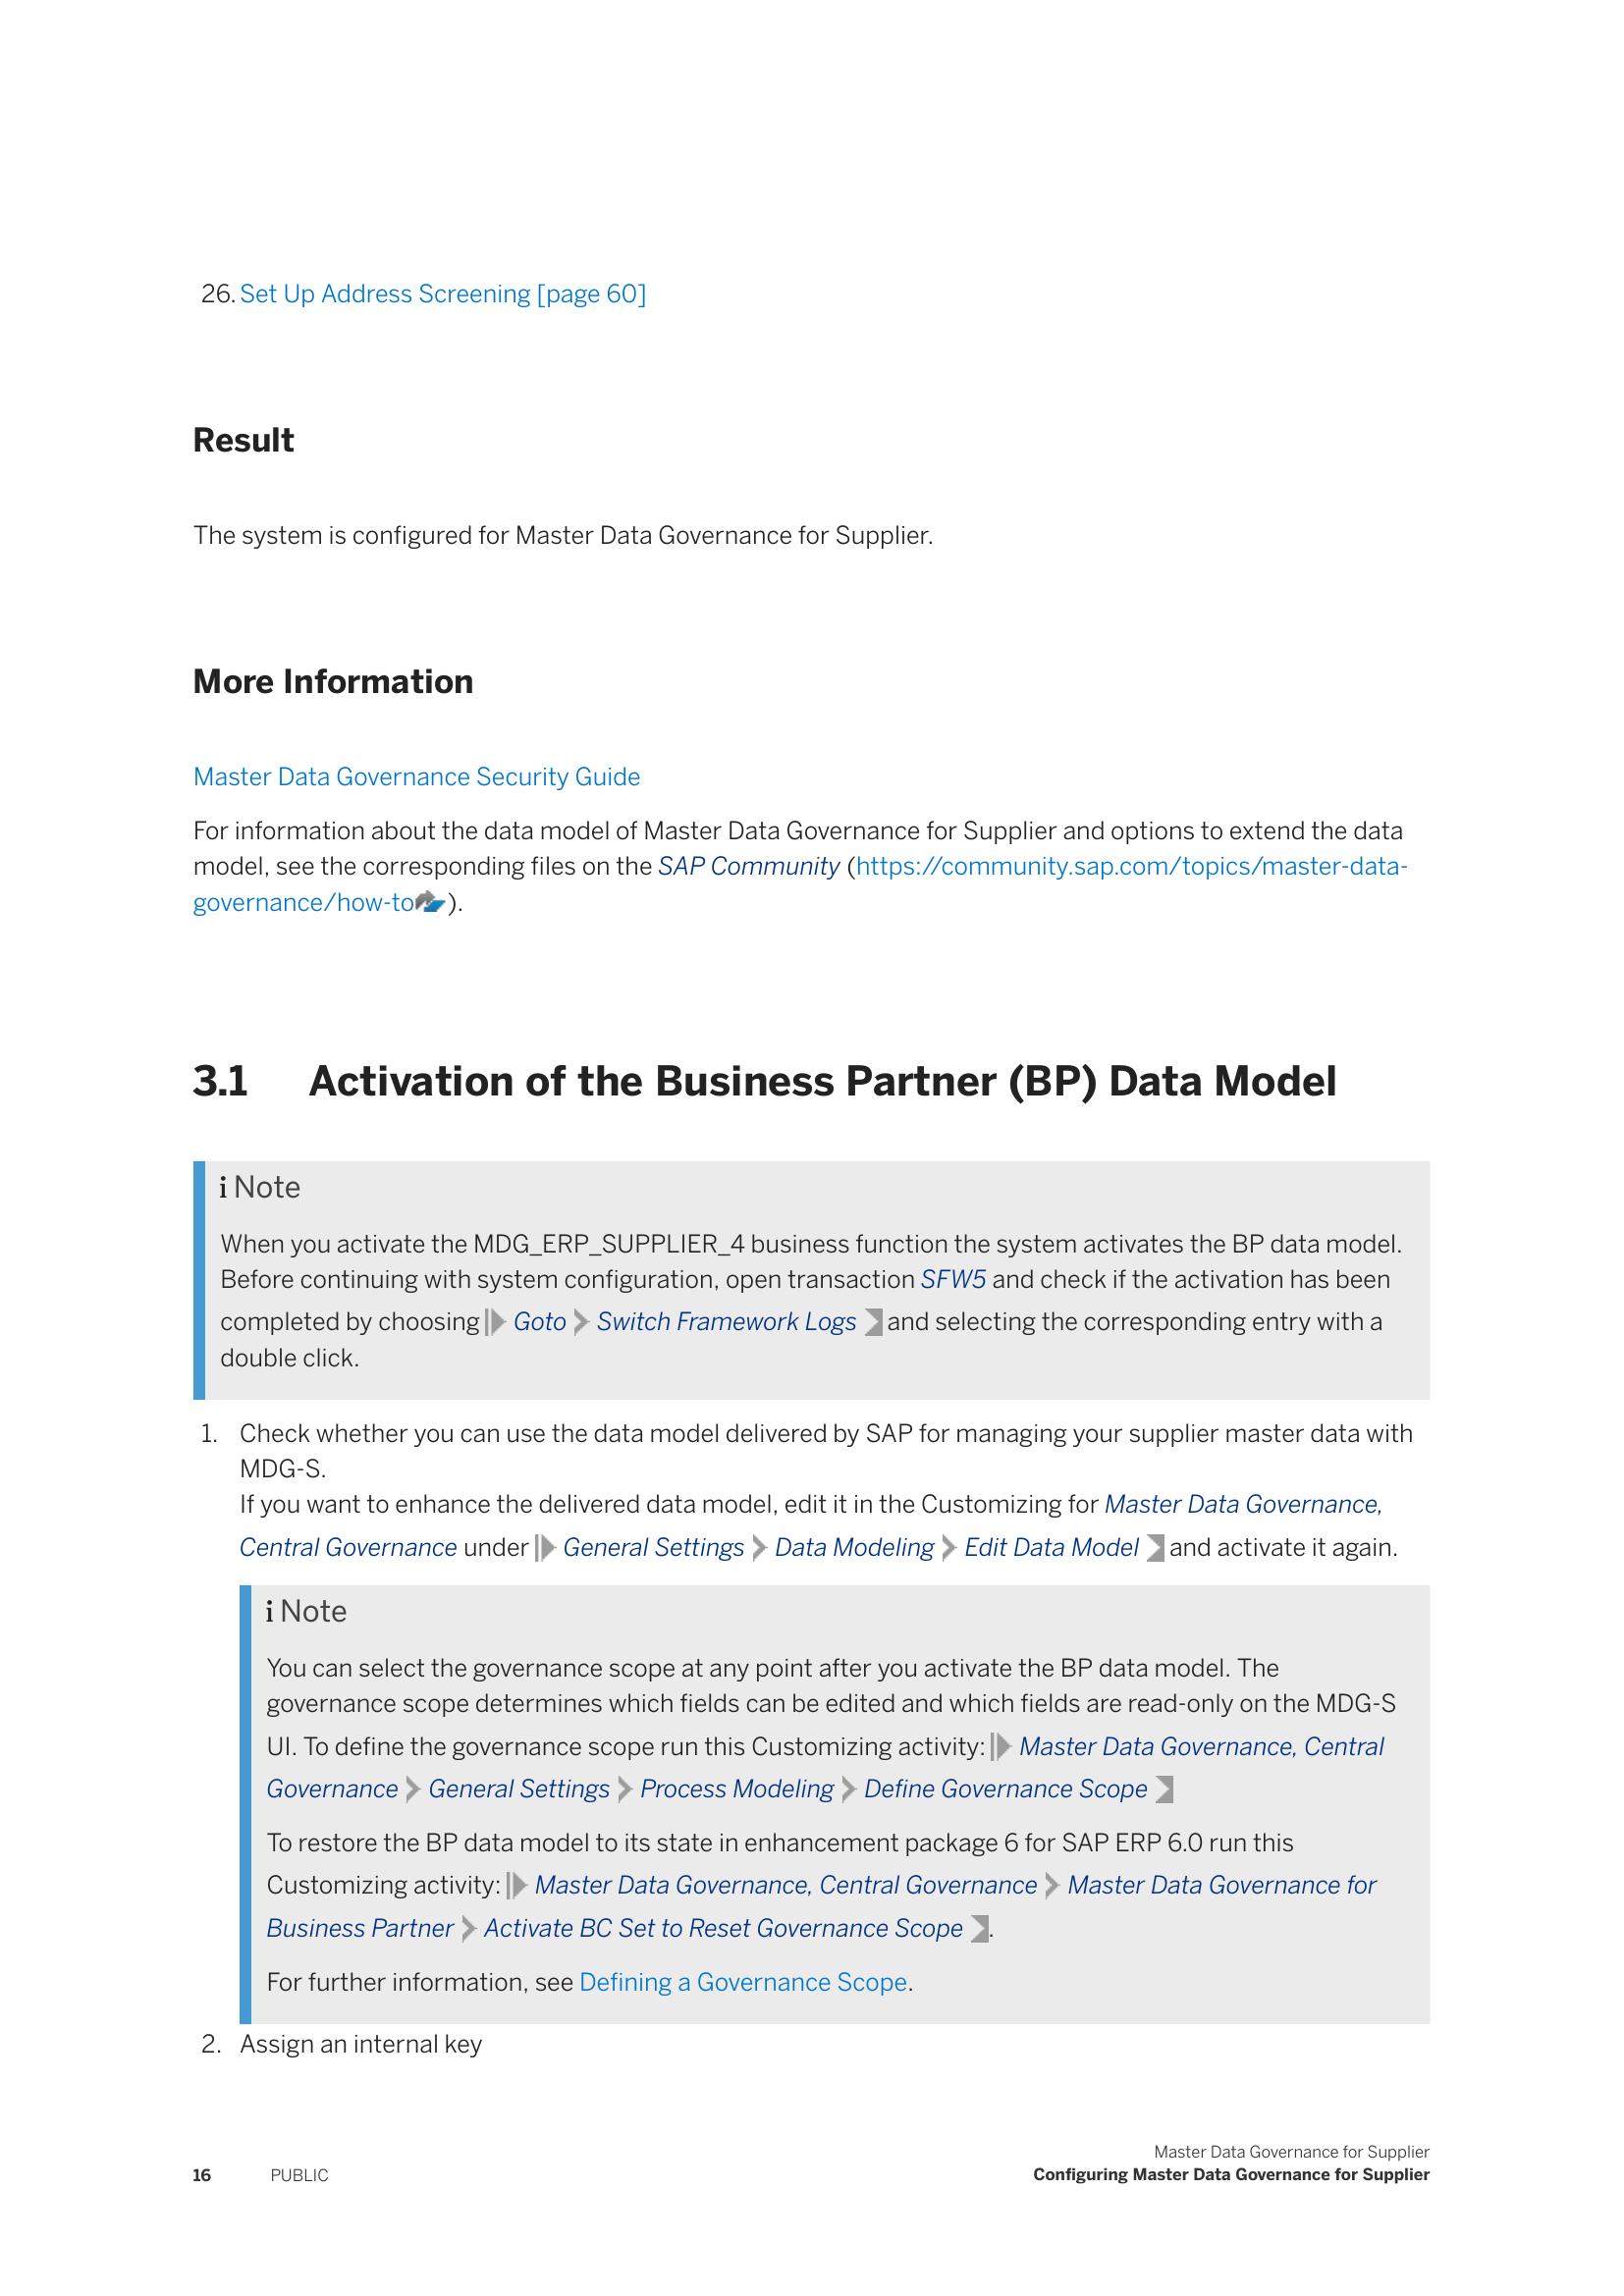 26. Set Up Address Screening [page 60]
Result
The system is configured for Master Data Governance for Supplier.
More Information
Master Data Governance Security Guide
For information about the data model of Master Data Governance for Supplier and options to extend the data
model, see the corresponding files on the SAP Community (https://community.sap.com/topics/master-data-
governance/how-to).
3.1 Activation of the Business Partner (BP) Data Model
i Note
When you activate the MDG_ERP_SUPPLIER_4 business function the system activates the BP data model.
Before continuing with system configuration, open transaction SFW5 and check if the activation has been
completed by choosing Goto Switch Framework Logs and selecting the corresponding entry with a
double click.
1. Check whether you can use the data model delivered by SAP for managing your supplier master data with
MDG-S.
If you want to enhance the delivered data model, edit it in the Customizing for Master Data Governance,
Central Governance under General Settings Data Modeling Edit Data Model and activate it again.
i Note
You can select the governance scope at any point after you activate the BP data model. The
governance scope determines which fields can be edited and which fields are read-only on the MDG-S
UI. To define the governance scope run this Customizing activity: Master Data Governance, Central
Governance General Settings Process Modeling Define Governance Scope
To restore the BP data model to its state in enhancement package 6 for SAP ERP 6.0 run this
Customizing activity: Master Data Governance, Central Governance Master Data Governance for
Business Partner Activate BC Set to Reset Governance Scope .
For further information, see Defining a Governance Scope.
2. Assign an internal key
Master Data Governance for Supplier
16 PUBLIC Configuring Master Data Governance for Supplier